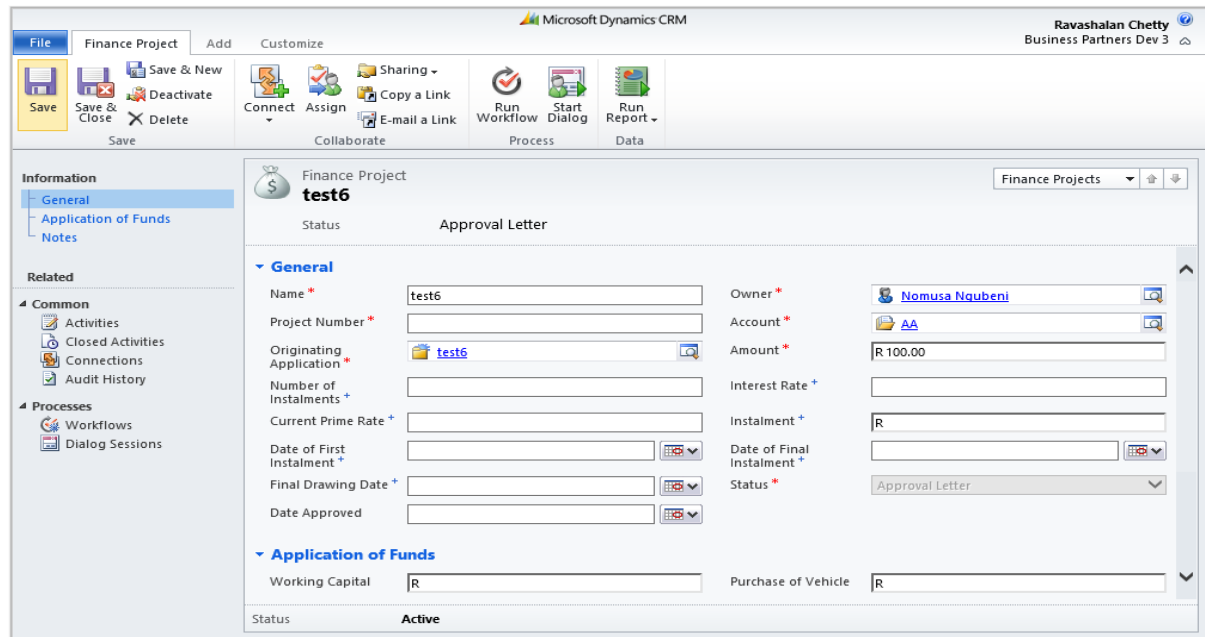 Microsoft Dynamics CRM
Ravashalan Chetty
Business Partners Dev 3
File Finance Project Add Customize
Save
Save & Close
Save & New
Deactivate
Delete
Save
Connect
Assign
Sharing
Copy a Link
E-mail a Link
Collaborate
Run Workflow
Start Dialog
Process
Run Report
Data
Information
General
Application of Funds
Notes
Related
Common
Activities
Closed Activities
Connections
Audit History
Processes
Workflows
Dialog Sessions
Finance Project
test6
Finance Projects
Status Approval Letter
General
Name * test6
Owner * Nomusa Ngubeni
Project Number *
Account * AA
Originating Application * test6
Amount * R 100.00
Number of Instalments +
Interest Rate +
Current Prime Rate +
Instalment + R
Date of First Instalment +
Date of Final Instalment +
Final Drawing Date +
Status * Approval Letter
Date Approved
Application of Funds
Working Capital R
Purchase of Vehicle R
Status Active